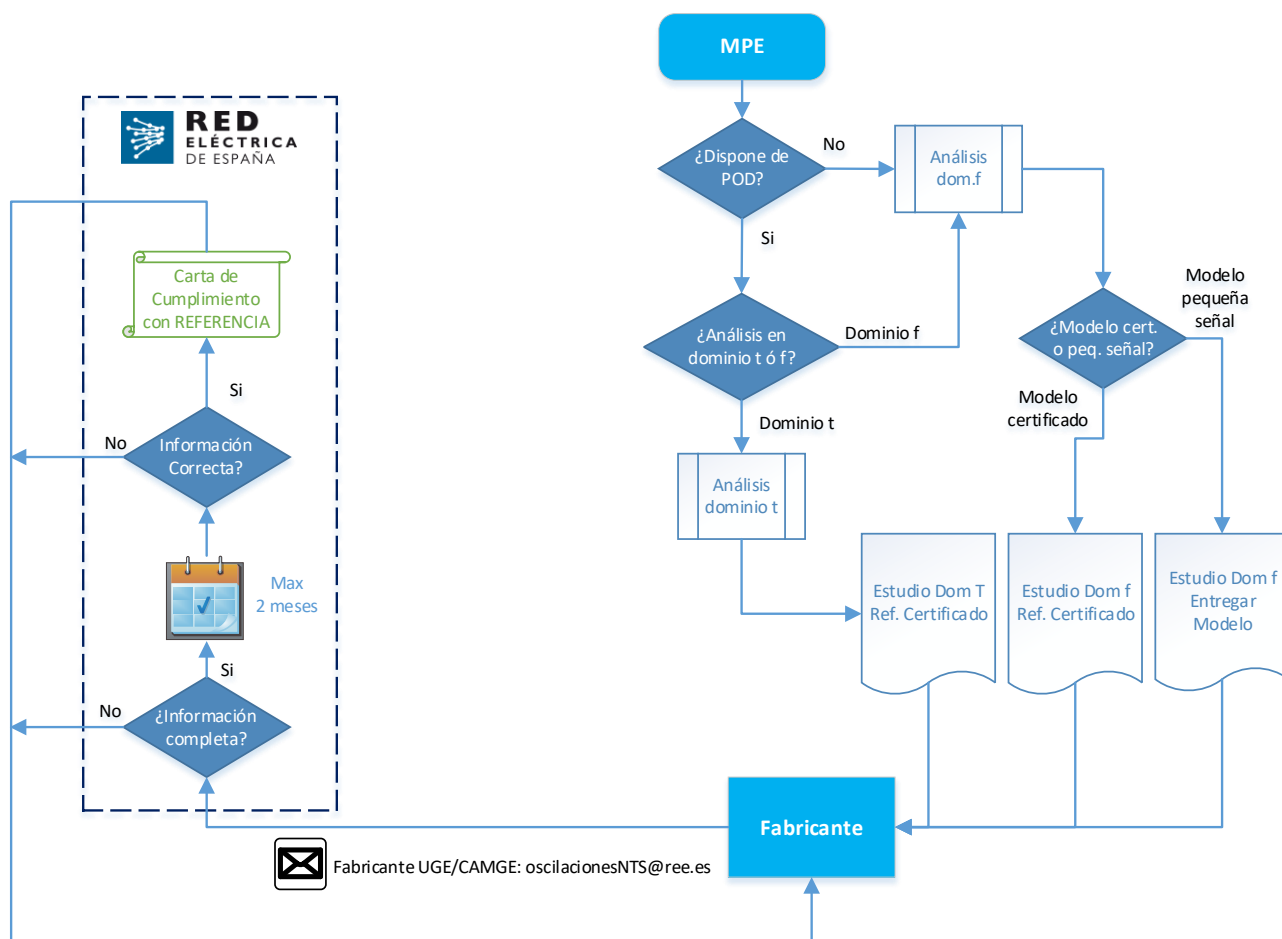 MPE
RED
ELÉCTRICA
DE ESPAÑA
¿Dispone de
POD?
No
Análisis
dom.f
Si
Carta de
Cumplimiento
con REFERENCIA
Modelo
pequeña
señal
¿Análisis en
dominio t ó f?
Dominio f
¿Modelo cert.
o peq. señal?
Si
Modelo
certificado
Dominio t
No
Información
Correcta?
Análisis
dominio t
Max
2 meses
Estudio Dom T
Ref. Certificado
Estudio Dom f
Ref. Certificado
Estudio Dom f
Entregar
Modelo
Si
No
¿Información
completa?
Fabricante
Fabricante UGE/CAMGE: oscilacionesNTS@ree.es